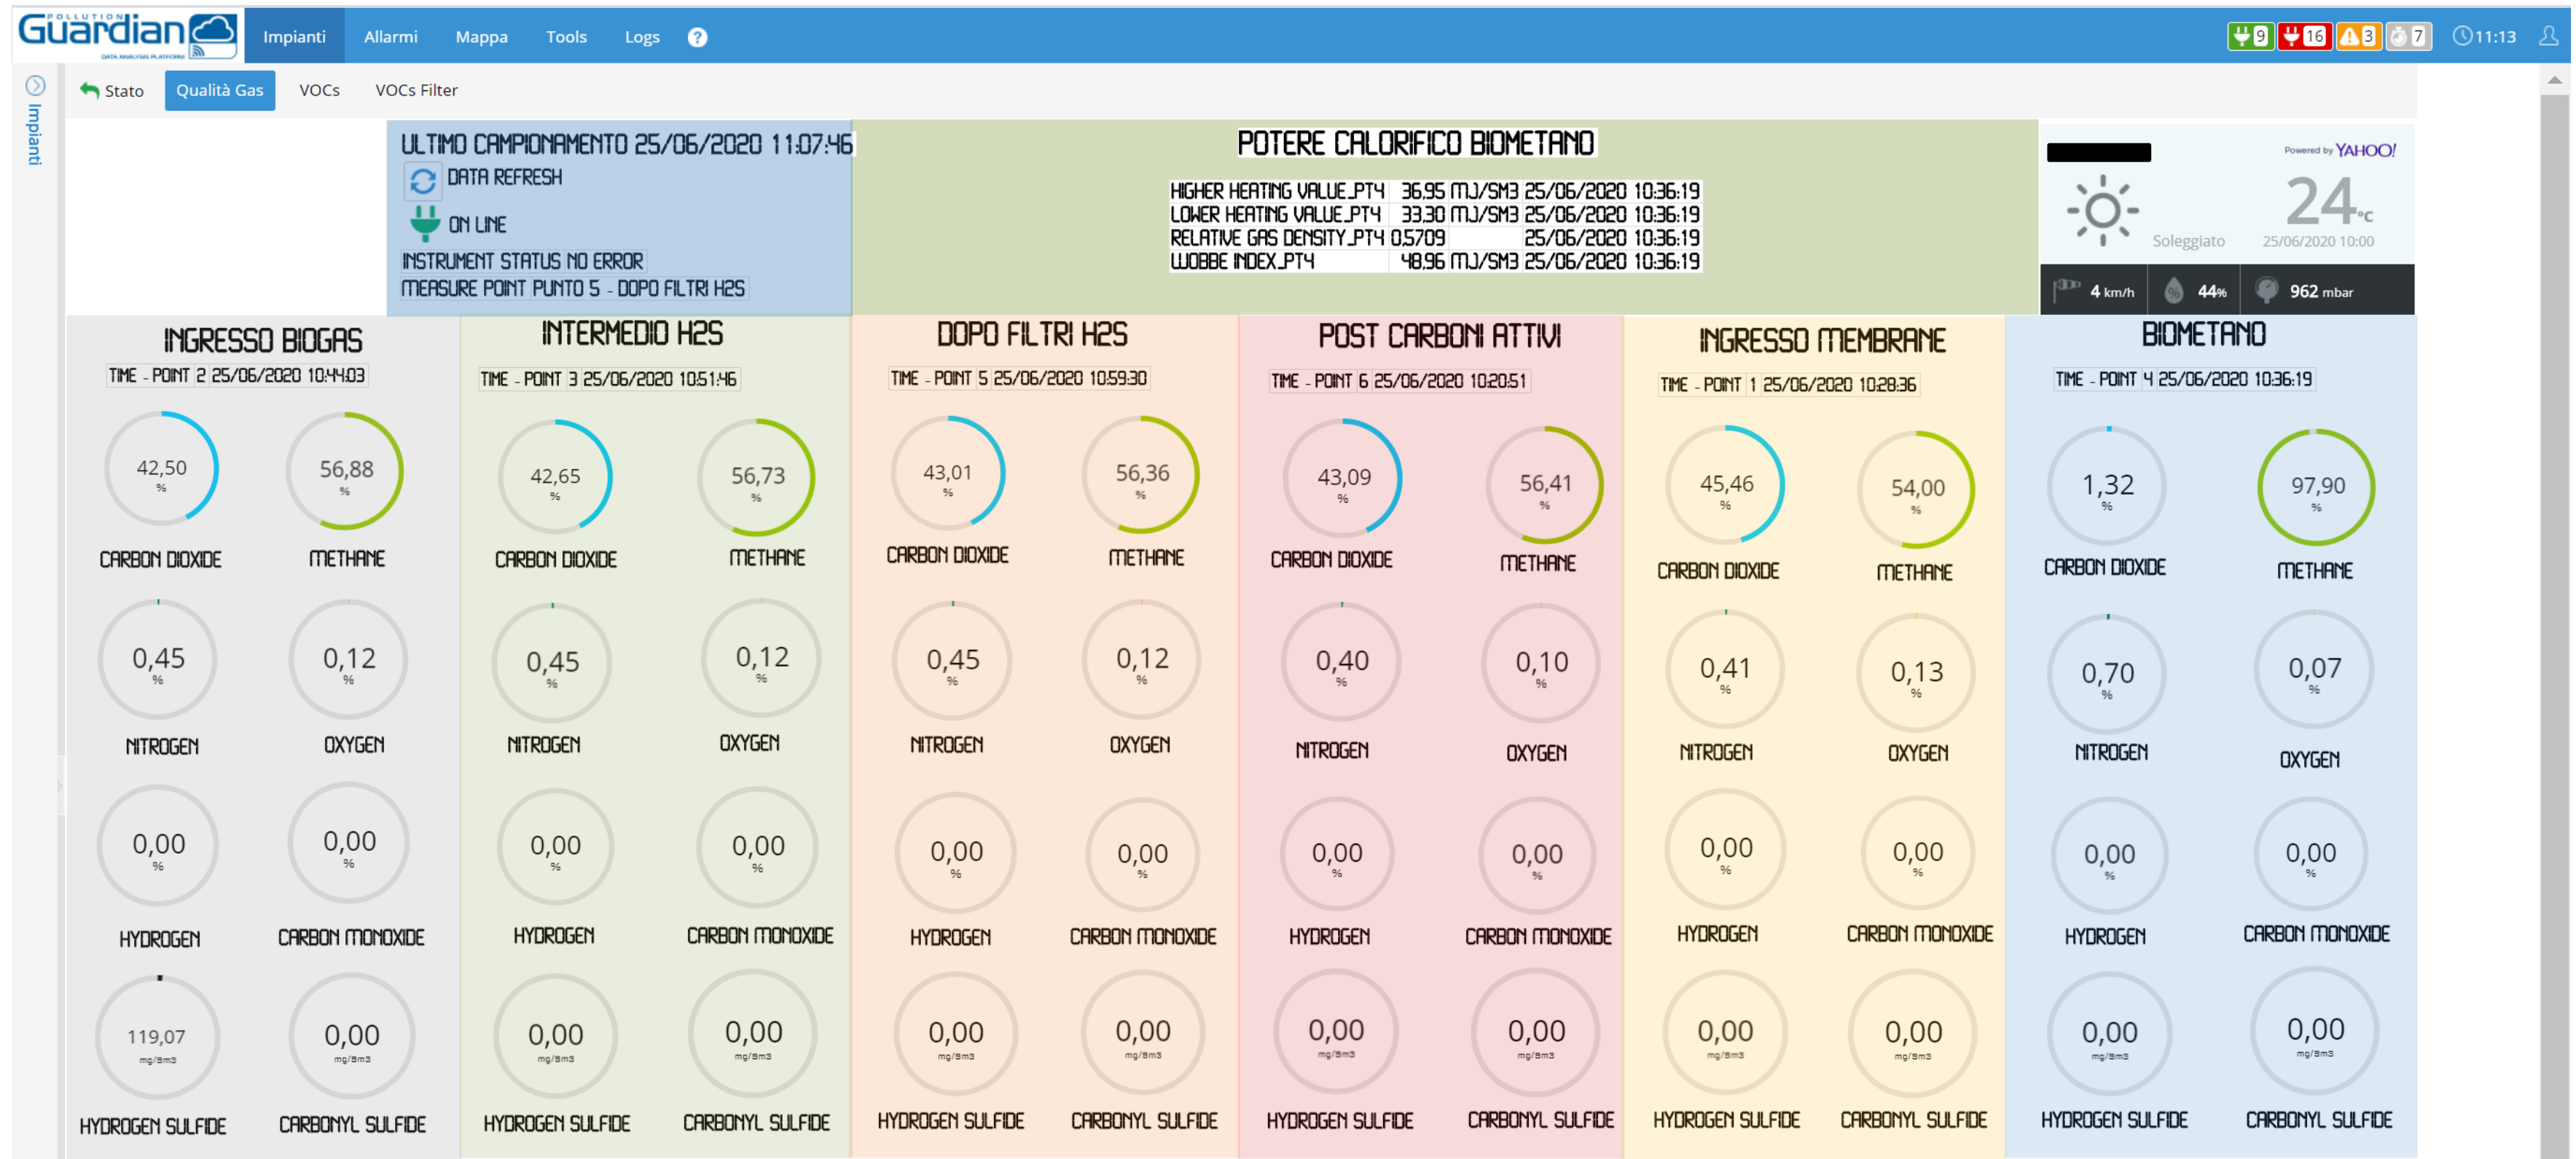 POLLUTION
Guardian
DATA ANALYSIS PLATFORM
Impianti Allarmi Mappa Tools Logs ?
9 16 3 7 11:13
Impianti
Stato Qualità Gas VOCs VOCs Filter
ULTIMO CAMPIONAMENTO 25/06/2020 11:07:46
DATA REFRESH
ON LINE
INSTRUMENT STATUS NO ERROR
MEASURE POINT PUNTO 5 - DOPO FILTRI H2S
POTERE CALORIFICO BIOMETANO
HIGHER HEATING VALUE_PT4 36,95 MJ/SM3 25/06/2020 10:36:19
LOWER HEATING VALUE_PT4 33,30 MJ/SM3 25/06/2020 10:36:19
RELATIVE GAS DENSITY_PT4 0,5709 25/06/2020 10:36:19
WOBBE INDEX_PT4 48,96 MJ/SM3 25/06/2020 10:36:19
Powered by YAHOO!
24 °C
Soleggiato 25/06/2020 10:00
4 km/h 44% 962 mbar
INGRESSO BIOGAS
TIME - POINT 2 25/06/2020 10:44:03
42,50 % 56,88 %
CARBON DIOXIDE METHANE
0,45 % 0,12 %
NITROGEN OXYGEN
0,00 % 0,00 %
HYDROGEN CARBON MONOXIDE
119,07 mg/Sm3 0,00 mg/Sm3
HYDROGEN SULFIDE CARBONYL SULFIDE
INTERMEDIO H2S
TIME - POINT 3 25/06/2020 10:51:46
42,65 % 56,73 %
CARBON DIOXIDE METHANE
0,45 % 0,12 %
NITROGEN OXYGEN
0,00 % 0,00 %
HYDROGEN CARBON MONOXIDE
0,00 mg/Sm3 0,00 mg/Sm3
HYDROGEN SULFIDE CARBONYL SULFIDE
DOPO FILTRI H2S
TIME - POINT 5 25/06/2020 10:59:30
43,01 % 56,36 %
CARBON DIOXIDE METHANE
0,45 % 0,12 %
NITROGEN OXYGEN
0,00 % 0,00 %
HYDROGEN CARBON MONOXIDE
0,00 mg/Sm3 0,00 mg/Sm3
HYDROGEN SULFIDE CARBONYL SULFIDE
POST CARBONI ATTIVI
TIME - POINT 6 25/06/2020 10:20:51
43,09 % 56,41 %
CARBON DIOXIDE METHANE
0,40 % 0,10 %
NITROGEN OXYGEN
0,00 % 0,00 %
HYDROGEN CARBON MONOXIDE
0,00 mg/Sm3 0,00 mg/Sm3
HYDROGEN SULFIDE CARBONYL SULFIDE
INGRESSO MEMBRANE
TIME - POINT 1 25/06/2020 10:28:36
45,46 % 54,00 %
CARBON DIOXIDE METHANE
0,41 % 0,13 %
NITROGEN OXYGEN
0,00 % 0,00 %
HYDROGEN CARBON MONOXIDE
0,00 mg/Sm3 0,00 mg/Sm3
HYDROGEN SULFIDE CARBONYL SULFIDE
BIOMETANO
TIME - POINT 4 25/06/2020 10:36:19
1,32 % 97,90 %
CARBON DIOXIDE METHANE
0,70 % 0,07 %
NITROGEN OXYGEN
0,00 % 0,00 %
HYDROGEN CARBON MONOXIDE
0,00 mg/Sm3 0,00 mg/Sm3
HYDROGEN SULFIDE CARBONYL SULFIDE